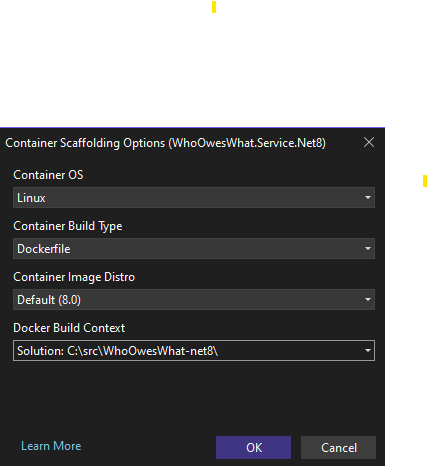 Container Scaffolding Options (WhoOwesWhat.Service.Net8)
Container OS
Linux
Container Build Type
Dockerfile
Container Image Distro
Default (8.0)
Docker Build Context
Solution: C:\src\WhoOwesWhat-net8\
Learn More
OK
Cancel